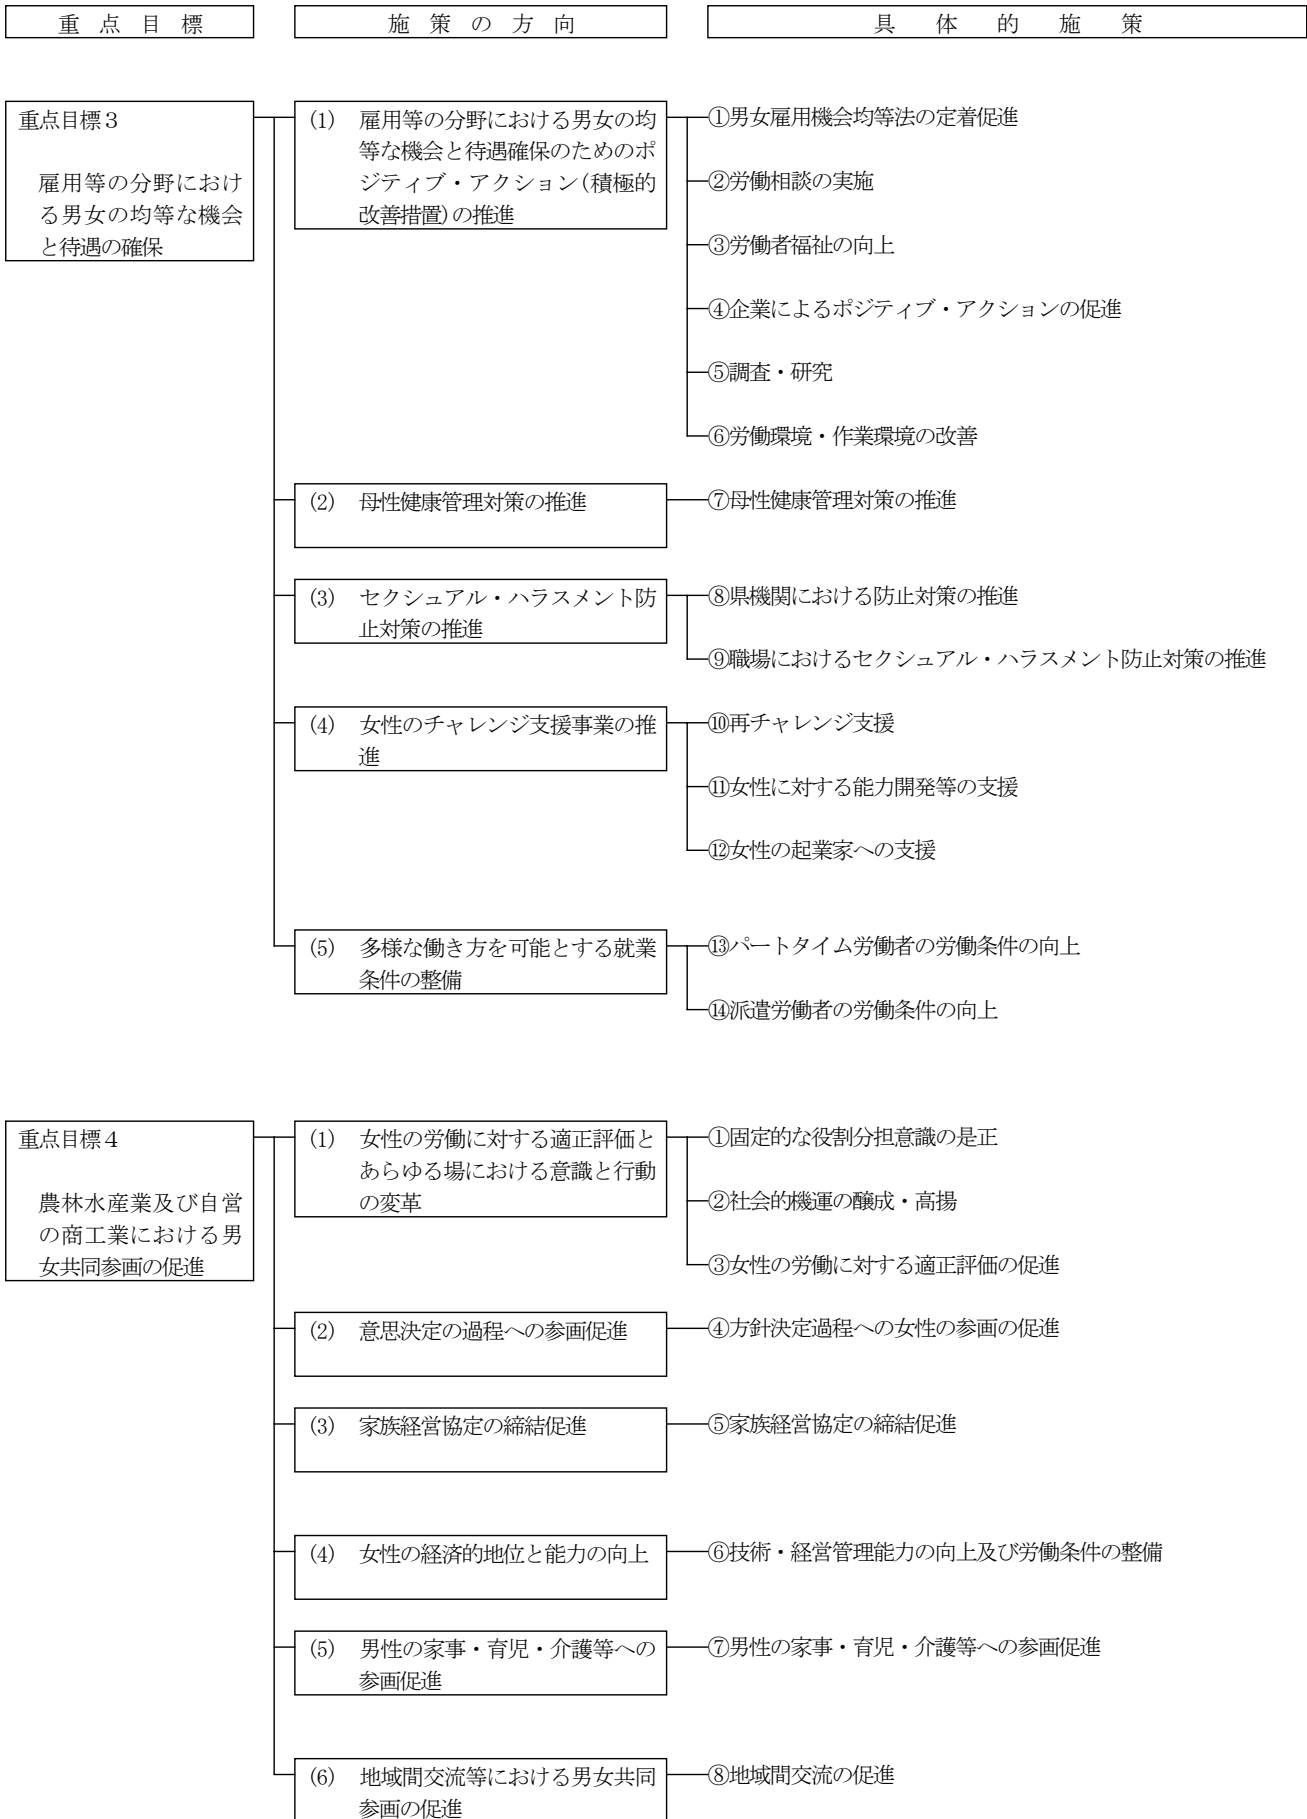 重点目標
施策の方向
具体的施策
重点目標３
雇用等の分野におけ
る男女の均等な機会
と待遇の確保
(1) 雇用等の分野における男女の均
等な機会と待遇確保のためのポ
ジティブ・アクション(積極的
改善措置)の推進
①男女雇用機会均等法の定着促進
②労働相談の実施
③労働者福祉の向上
④企業によるポジティブ・アクションの促進
⑤調査・研究
⑥労働環境・作業環境の改善
(2) 母性健康管理対策の推進
⑦母性健康管理対策の推進
(3) セクシュアル・ハラスメント防
止対策の推進
⑧県機関における防止対策の推進
⑨職場におけるセクシュアル・ハラスメント防止対策の推進
(4) 女性のチャレンジ支援事業の推
進
⑩再チャレンジ支援
⑪女性に対する能力開発等の支援
⑫女性の起業家への支援
(5) 多様な働き方を可能とする就業
条件の整備
⑬パートタイム労働者の労働条件の向上
⑭派遣労働者の労働条件の向上
重点目標４
農林水産業及び自営
の商工業における男
女共同参画の促進
(1) 女性の労働に対する適正評価と
あらゆる場における意識と行動
の変革
①固定的な役割分担意識の是正
②社会的機運の醸成・高揚
③女性の労働に対する適正評価の促進
(2) 意思決定の過程への参画促進
④方針決定過程への女性の参画の促進
(3) 家族経営協定の締結促進
⑤家族経営協定の締結促進
(4) 女性の経済的地位と能力の向上
⑥技術・経営管理能力の向上及び労働条件の整備
(5) 男性の家事・育児・介護等への
参画促進
⑦男性の家事・育児・介護等への参画促進
(6) 地域間交流等における男女共同
参画の促進
⑧地域間交流の促進